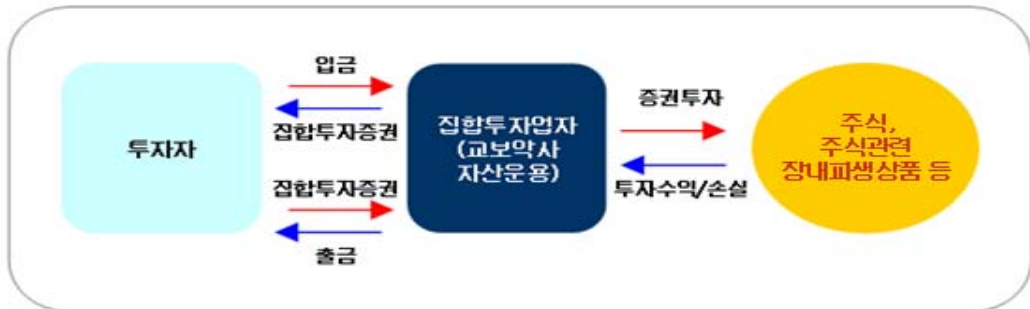 입금
집합투자증권
투자자
집합투자증권
출금
집합투자업자
(교보악사
자산운용)
증권투자
투자수익/손실
주식,
주식관련
장내파생상품 등